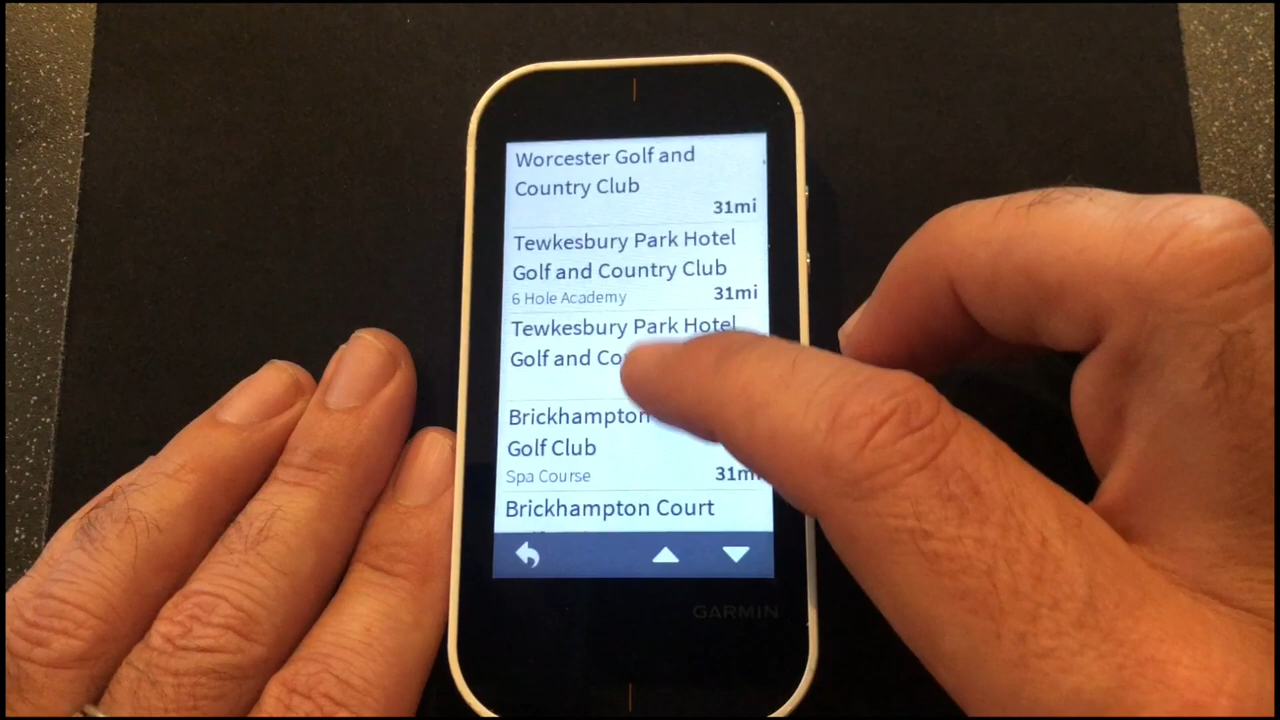 Worcester Golf and
Country Club
31mi
Tewkesbury Park Hotel
Golf and Country Club
6 Hole Academy 31mi
Tewkesbury Park Hotel
Golf and
Brickhampton
Golf Club
Spa Course 31mi
Brickhampton Court
GARMIN